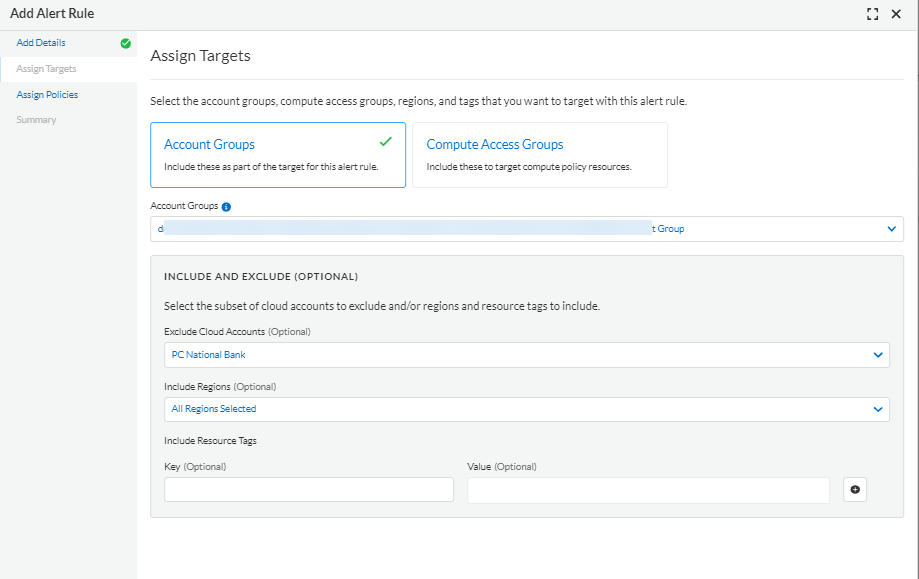 Add Alert Rule
Add Details
Assign Targets
Assign Policies
Summary
Assign Targets
Select the account groups, compute access groups, regions, and tags that you want to target with this alert rule.
Account Groups
Include these as part of the target for this alert rule.
Compute Access Groups
Include these to target compute policy resources.
Account Groups
t Group
INCLUDE AND EXCLUDE (OPTIONAL)
Select the subset of cloud accounts to exclude and/or regions and resource tags to include.
Exclude Cloud Accounts (Optional)
PC National Bank
Include Regions (Optional)
All Regions Selected
Include Resource Tags
Key (Optional)
Value (Optional)